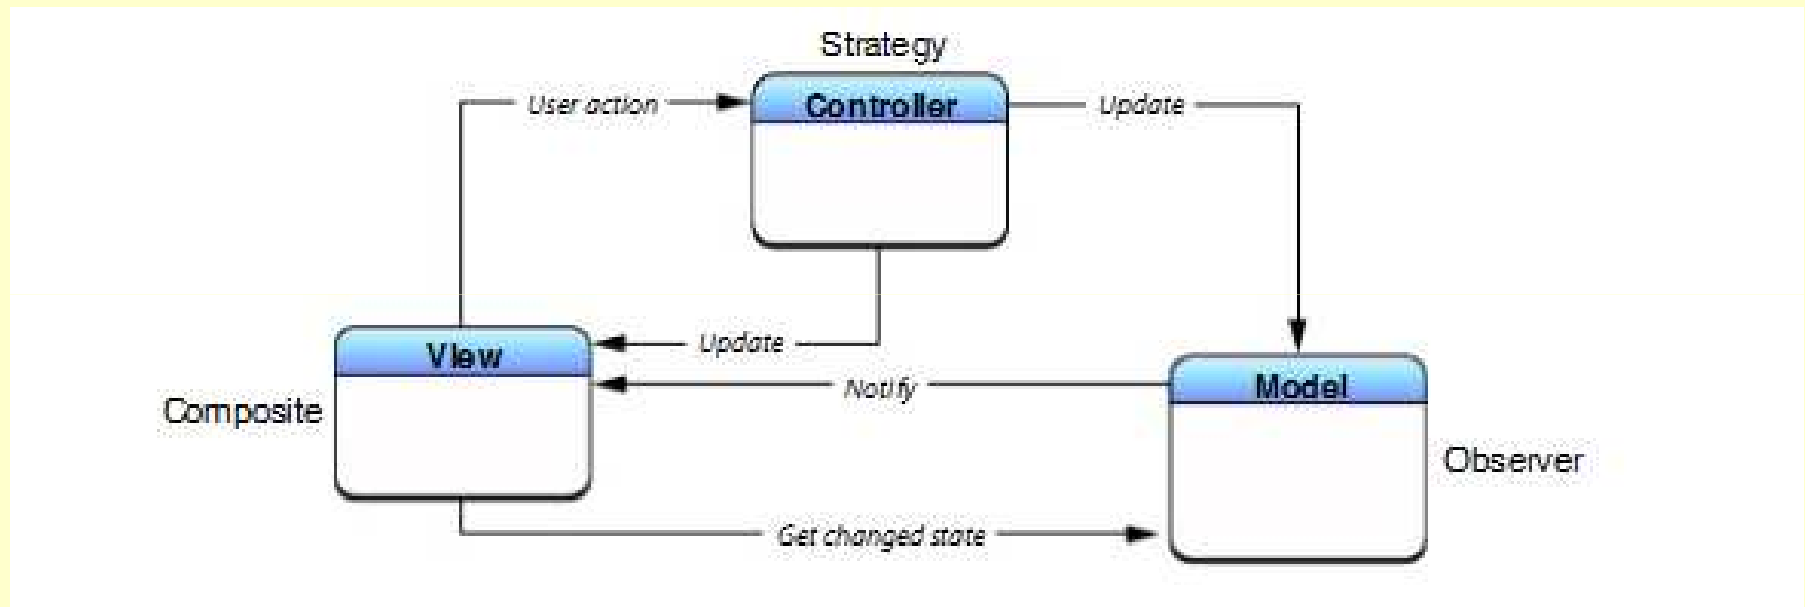 Strategy
Controller
User action
Update
Update
View
Notify
Model
Composite
Observer
Get changed state